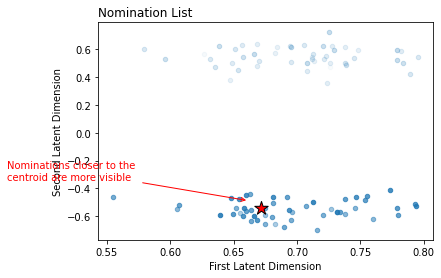 Nomination List
0.6
0.4
0.2
0.0
−0.2
−0.4
−0.6
Second Latent Dimension
Nominations closer to the
centroid are more visible
0.55 0.60 0.65 0.70 0.75 0.80
First Latent Dimension